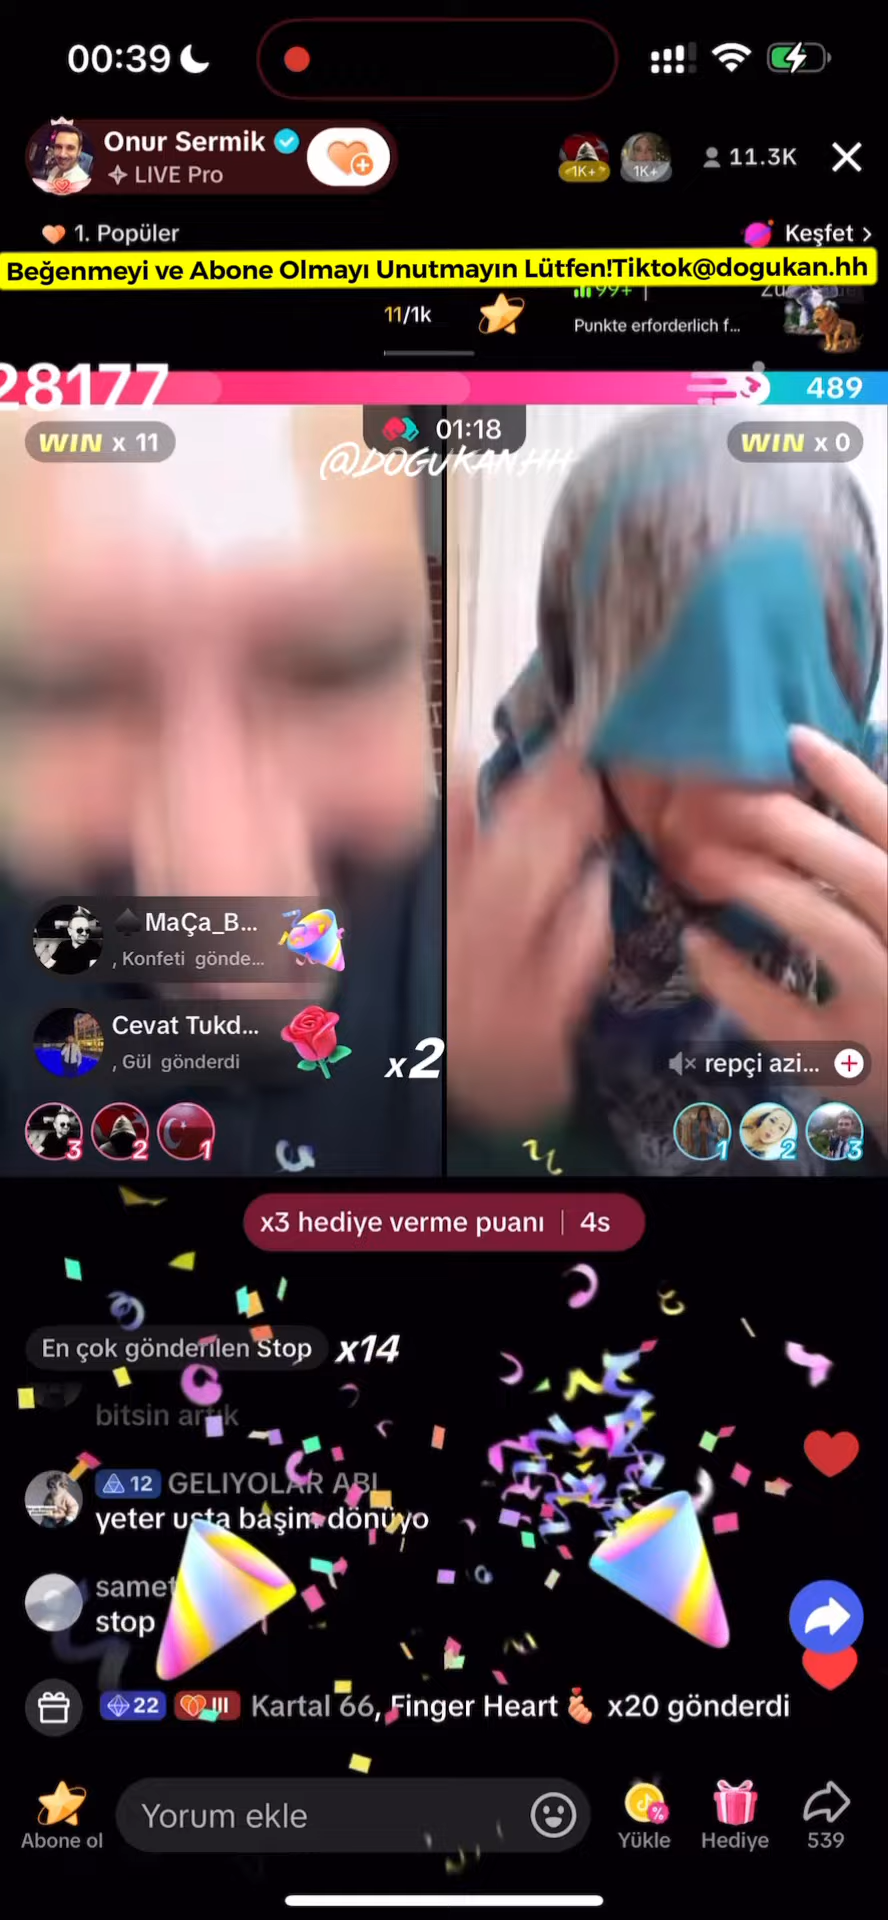 00:39
Onur Sermik
LIVE Pro
1K+
1K+
11.3K
1. Popüler
Keşfet >
Beğenmeyi ve Abone Olmayı Unutmayın Lütfen!Tiktok@dogukan.hh
99+
11/1k
Punkte erforderlich f...
28177
489
WIN x 11
01:18
WIN x 0
@DOGUKAN.HH
MaÇa_B...
, Konfeti gönde...
Cevat Tukd...
, Gül gönderdi
x2
repçi azi...
3
2
1
1
2
3
x3 hediye verme puanı | 4s
En çok gönderilen Stop x14
bitsin artık
12 GELIYOLAR ABI
yeter usta başim dönüyo
samet
stop
22 III Kartal 66, Finger Heart x20 gönderdi
Abone ol
Yorum ekle
Yükle
Hediye
539